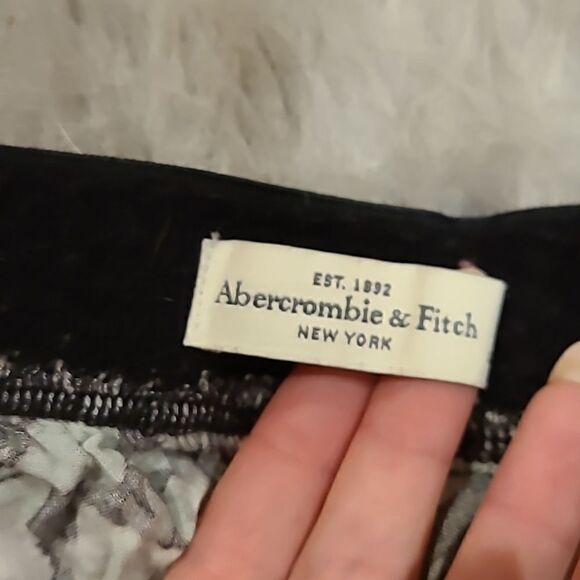 EST. 1892
Abercrombie & Fitch
NEW YORK